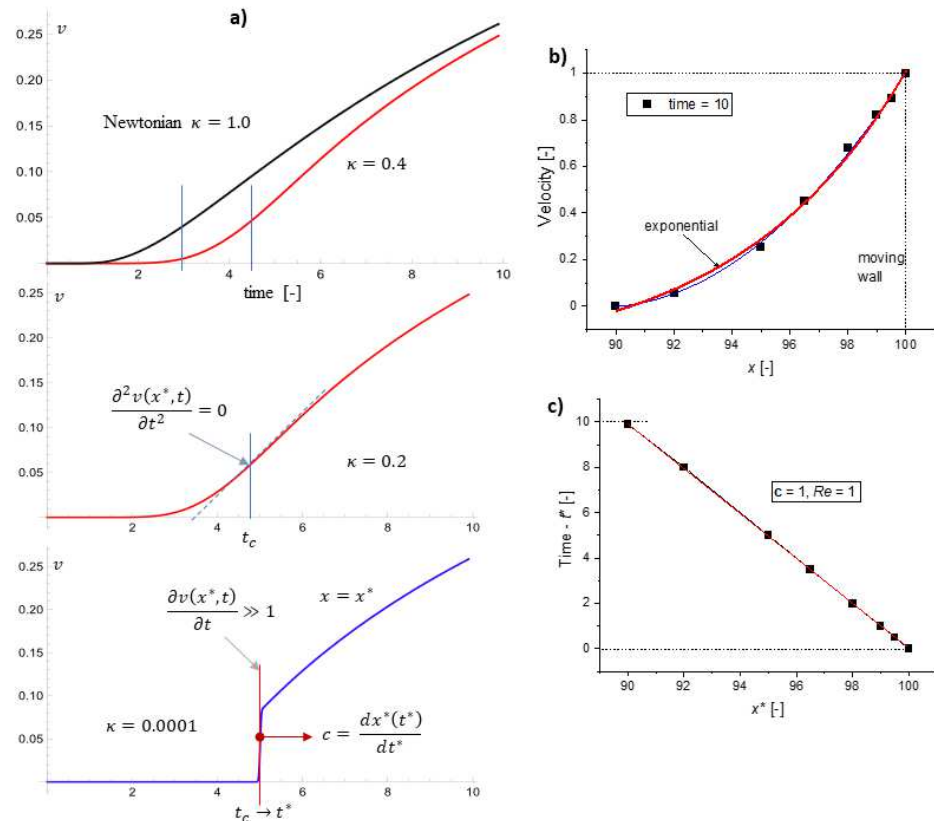 a)
v
0.25
0.20
0.15
0.10
0.05
Newtonian κ = 1.0
κ = 0.4
2 4 6 8 10
time [-]
v
0.25
0.20
0.15
0.10
0.05
∂²v(x*,t)/∂t² = 0
κ = 0.2
2 4 6 8 10
t_c
v
0.25
0.20
0.15
0.10
0.05
∂v(x*,t)/∂t ≫ 1
x = x*
κ = 0.0001
c = dx*(t*)/dt*
2 4 6 8 10
t_c → t*
b)
1
0.8
0.6
0.4
0.2
0
Velocity [-]
time = 10
exponential
moving
wall
90 92 94 96 98 100
x [-]
c)
10
8
6
4
2
0
Time - t* [-]
c = 1, Re = 1
90 92 94 96 98 100
x* [-]